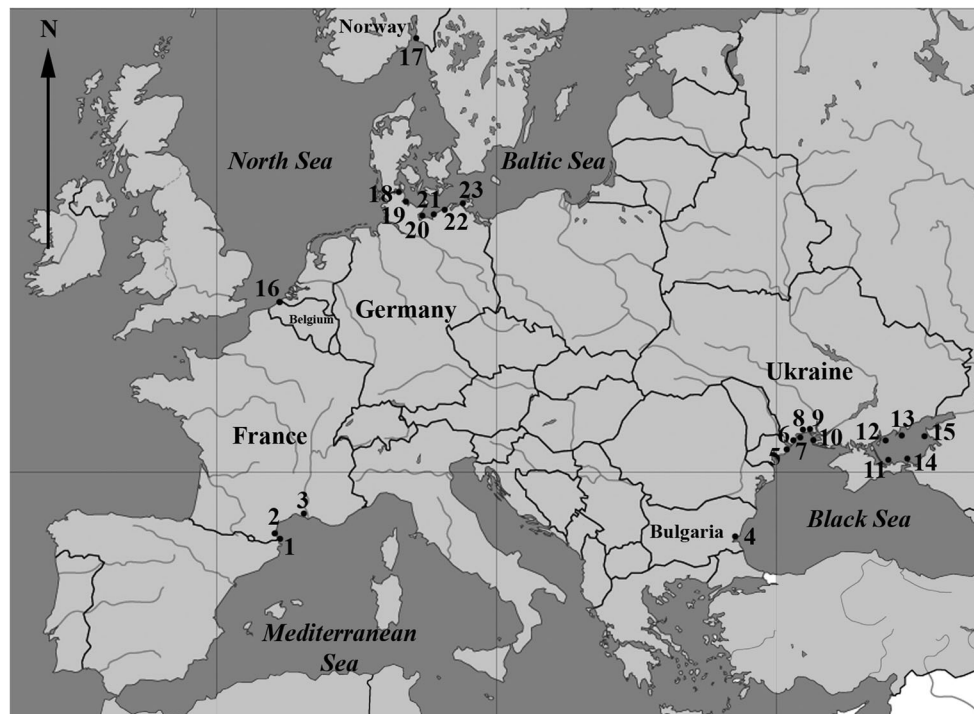 N
Norway
17
North Sea
Baltic Sea
18
21
23
19
20
22
16
Belgium
Germany
Ukraine
France
8
9
13
6
7
10
12
15
5
11
14
3
2
1
Black Sea
Bulgaria
4
Mediterranean
Sea